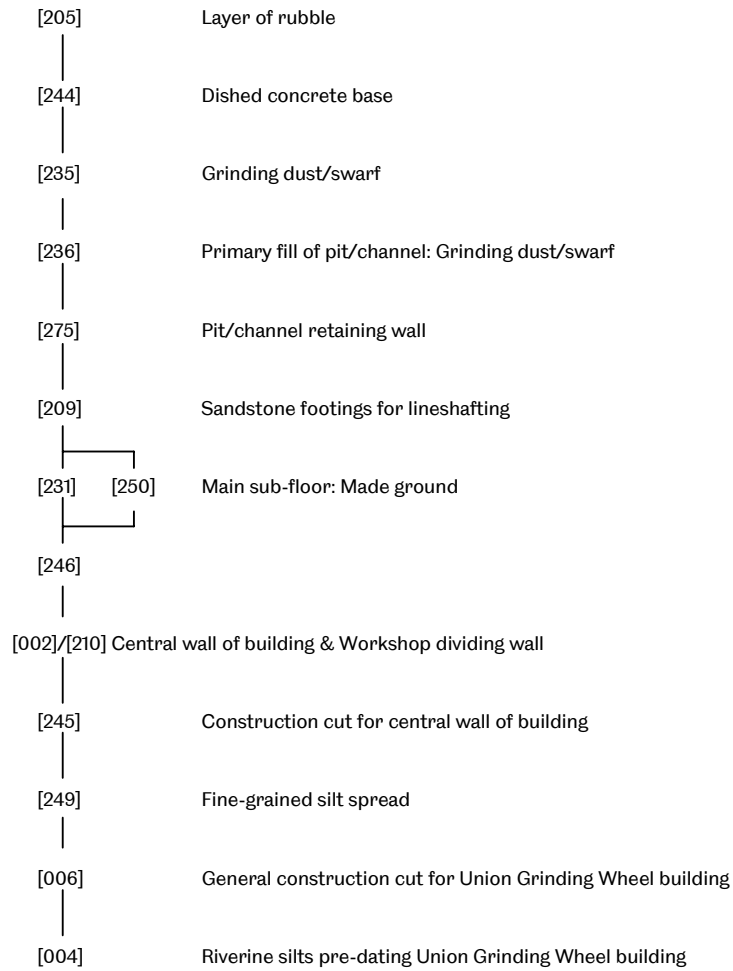 [205] Layer of rubble
[244] Dished concrete base
[235] Grinding dust/swarf
[236] Primary fill of pit/channel: Grinding dust/swarf
[275] Pit/channel retaining wall
[209] Sandstone footings for lineshafting
[231] [250] Main sub-floor: Made ground
[246]
[002]/[210] Central wall of building & Workshop dividing wall
[245] Construction cut for central wall of building
[249] Fine-grained silt spread
[006] General construction cut for Union Grinding Wheel building
[004] Riverine silts pre-dating Union Grinding Wheel building